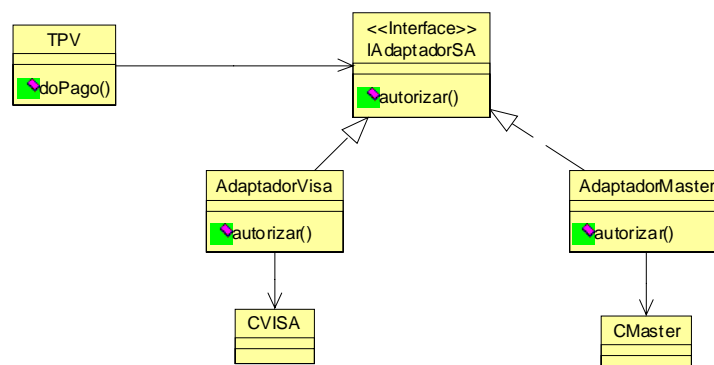 TPV
doPago()
<<Interface>>
IAdaptadorSA
autorizar()
AdaptadorVisa
autorizar()
AdaptadorMaster
autorizar()
CVISA
CMaster